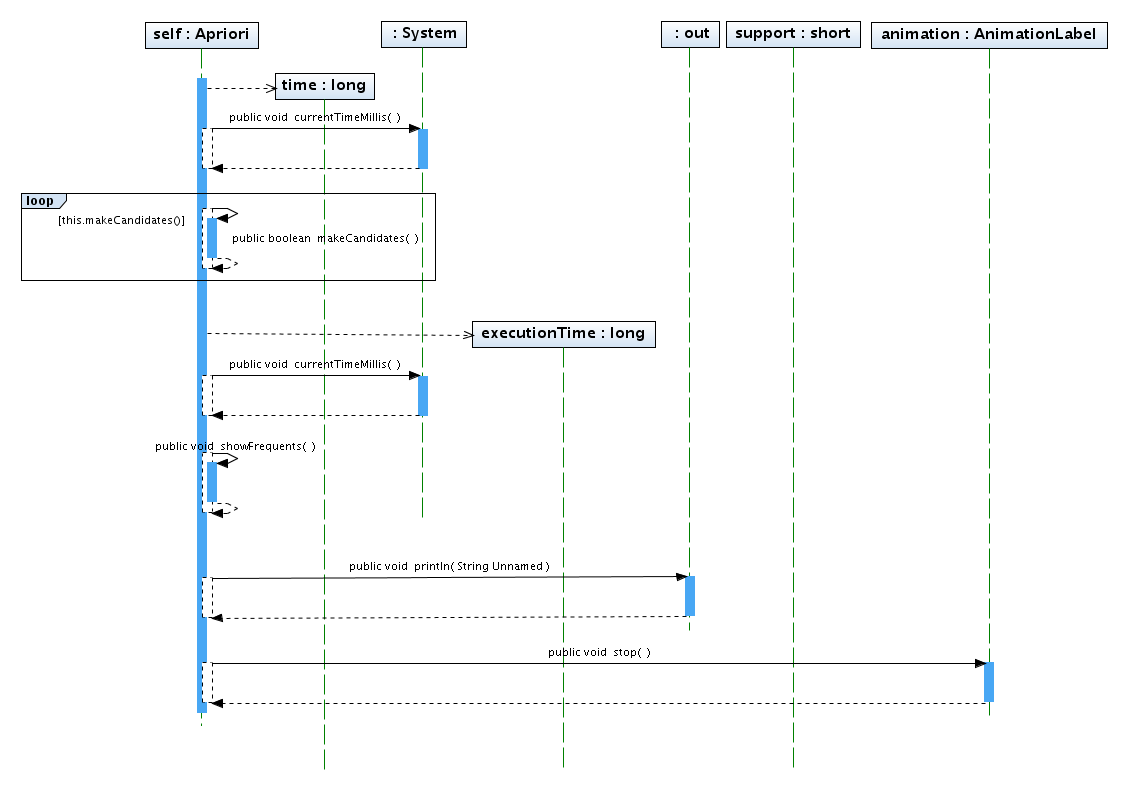 self : Apriori
: System
: out
support : short
animation : AnimationLabel
time : long
public void currentTimeMillis( )
loop
[this.makeCandidates()]
public boolean makeCandidates( )
executionTime : long
public void currentTimeMillis( )
public void showFrequents( )
public void println( String Unnamed )
public void stop( )